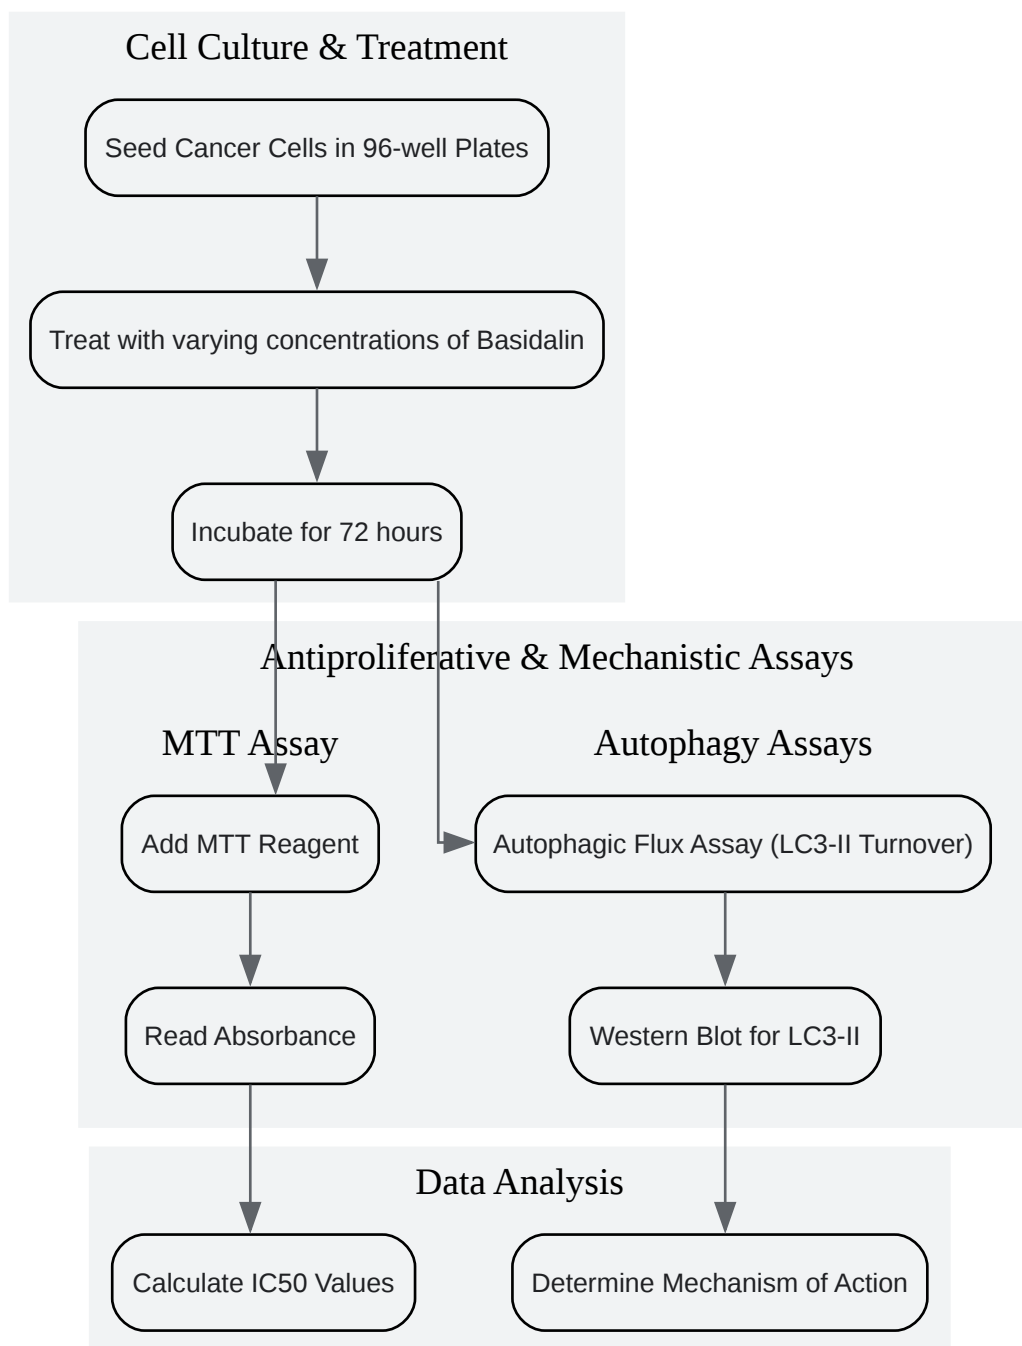 Cell Culture & Treatment
Seed Cancer Cells in 96-well Plates
Treat with varying concentrations of Basidalin
Incubate for 72 hours
Antiproliferative & Mechanistic Assays
MTT Assay
Autophagy Assays
Add MTT Reagent
Autophagic Flux Assay (LC3-II Turnover)
Read Absorbance
Western Blot for LC3-II
Data Analysis
Calculate IC50 Values
Determine Mechanism of Action